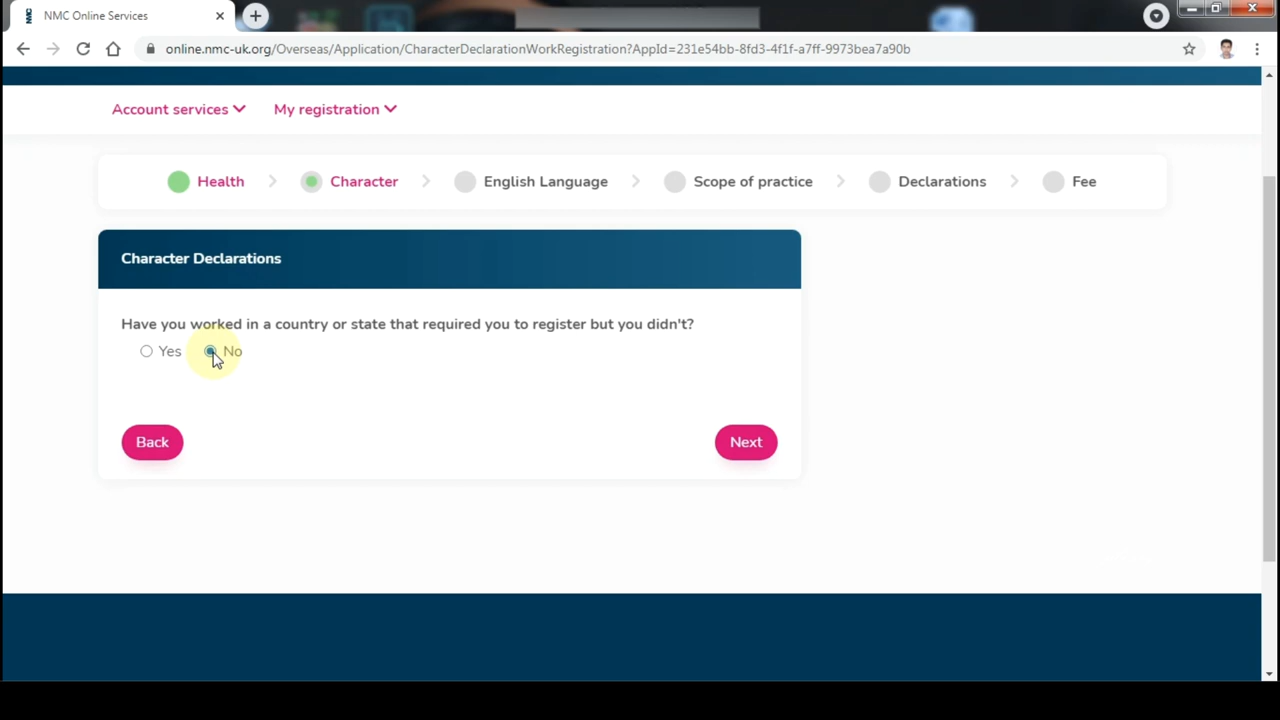 NMC Online Services
online.nmc-uk.org/Overseas/Application/CharacterDeclarationWorkRegistration?AppId=231e54bb-8fd3-4f1f-a7ff-9973bea7a90b
Account services My registration
Health Character English Language Scope of practice Declarations Fee
Character Declarations
Have you worked in a country or state that required you to register but you didn't?
Yes No
Back Next